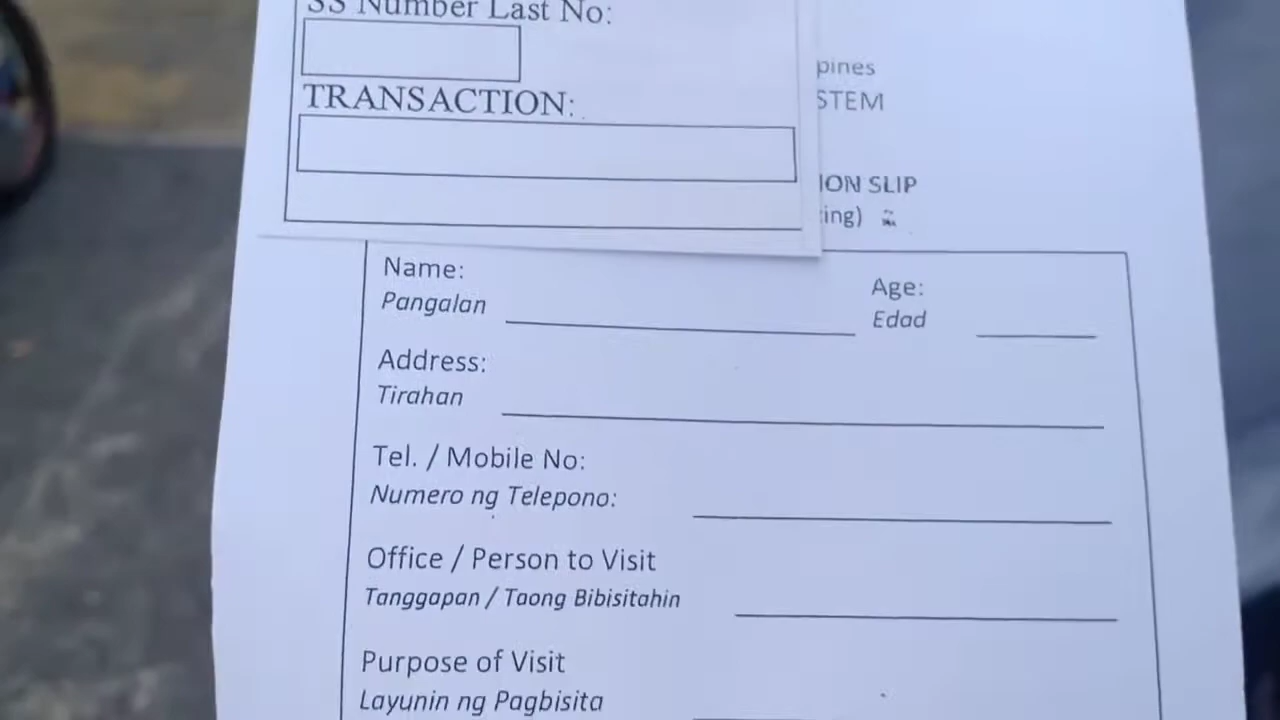 SS Number Last No:
TRANSACTION:
pines
STEM
ION SLIP
ing)
Name:
Pangalan
Age:
Edad
Address:
Tirahan
Tel. / Mobile No:
Numero ng Telepono:
Office / Person to Visit
Tanggapan / Taong Bibisitahin
Purpose of Visit
Layunin ng Pagbisita